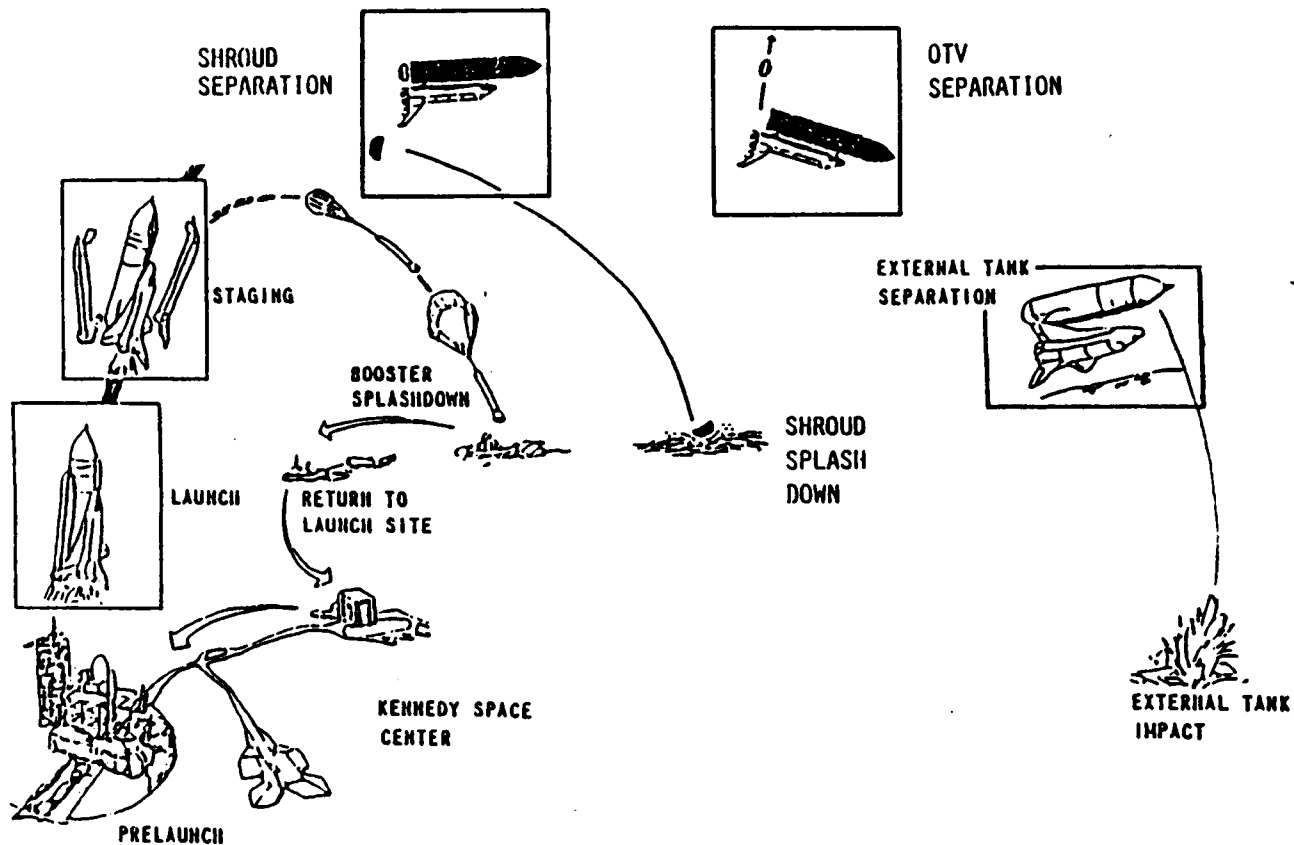 SHROUD
SEPARATION
OTV
SEPARATION
STAGING
EXTERNAL TANK
SEPARATION
BOOSTER
SPLASHDOWN
SHROUD
SPLASH
DOWN
LAUNCH
RETURN TO
LAUNCH SITE
KENNEDY SPACE
CENTER
EXTERNAL TANK
IMPACT
PRELAUNCH